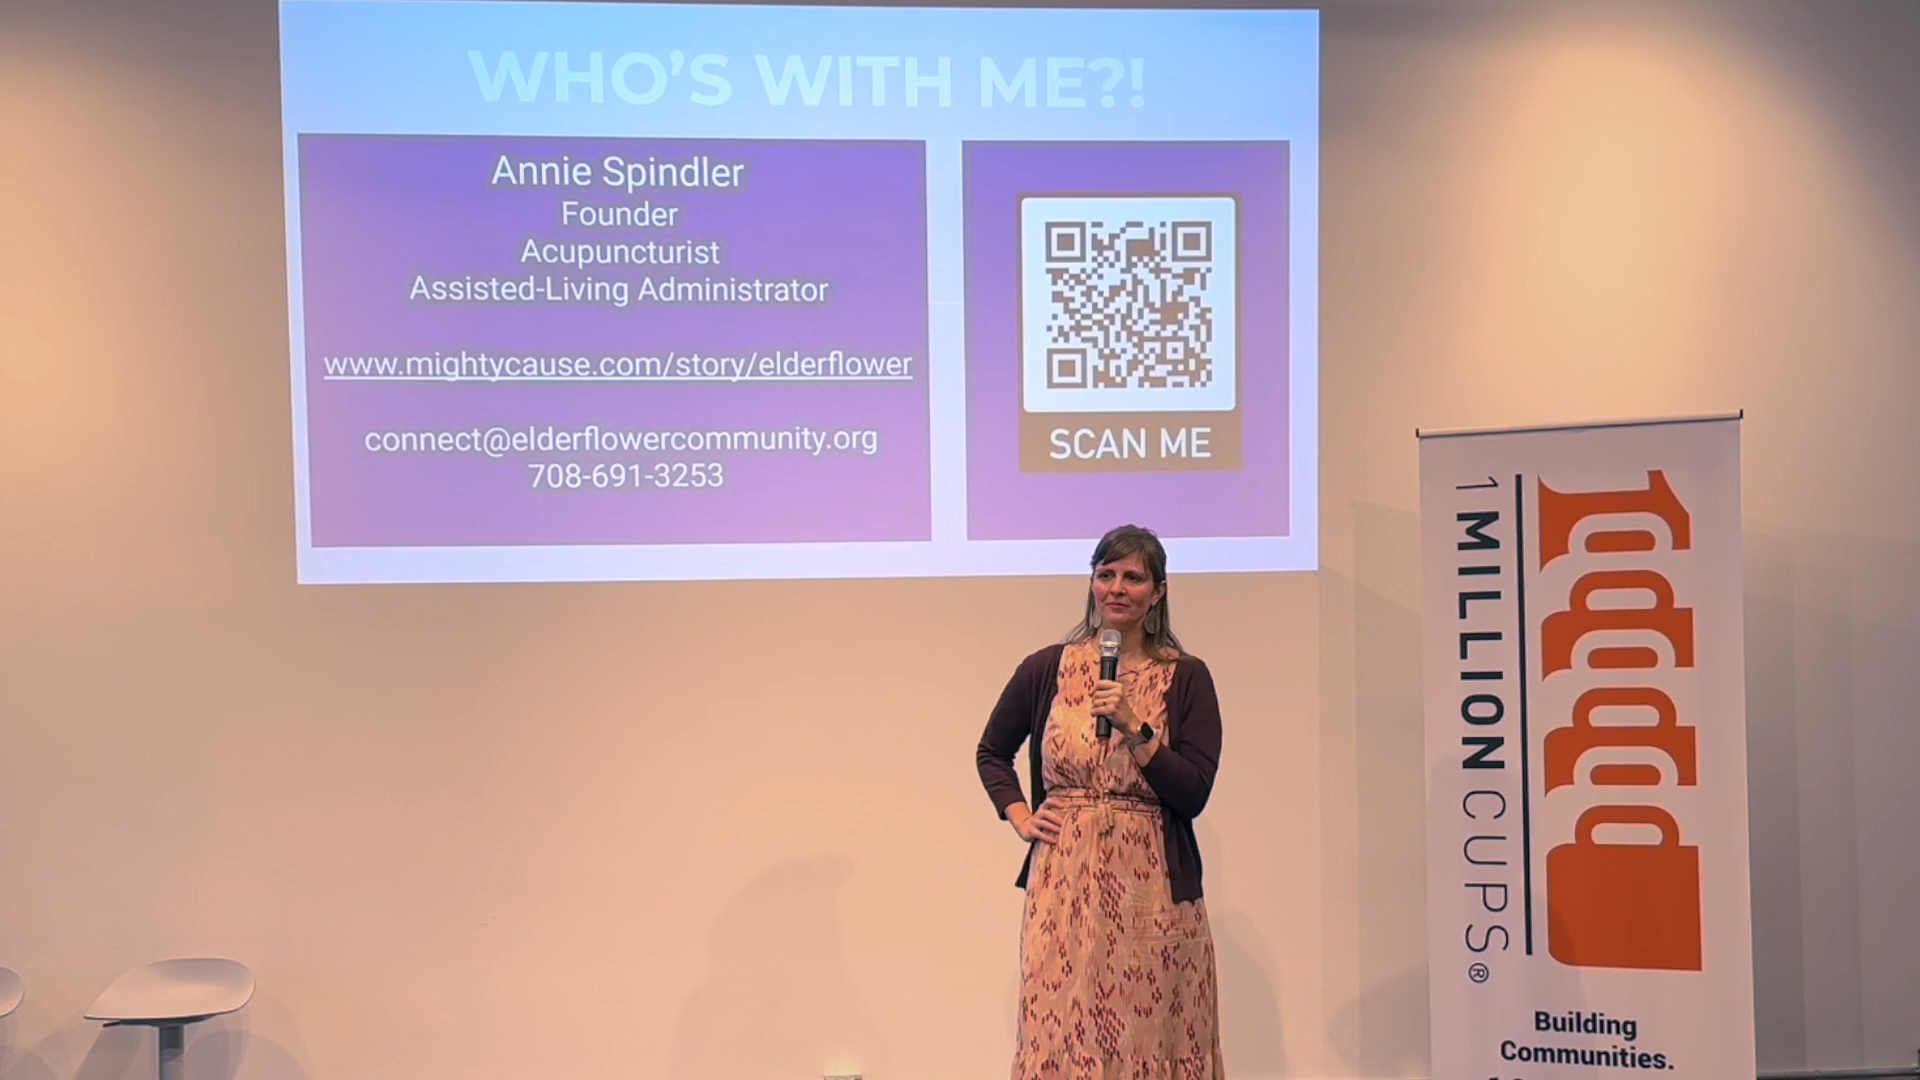 WHO'S WITH ME?!
Annie Spindler
Founder
Acupuncturist
Assisted-Living Administrator
www.mightycause.com/story/elderflower
connect@elderflowercommunity.org
708-691-3253
SCAN ME
1 MILLION CUPS®
Building
Communities.